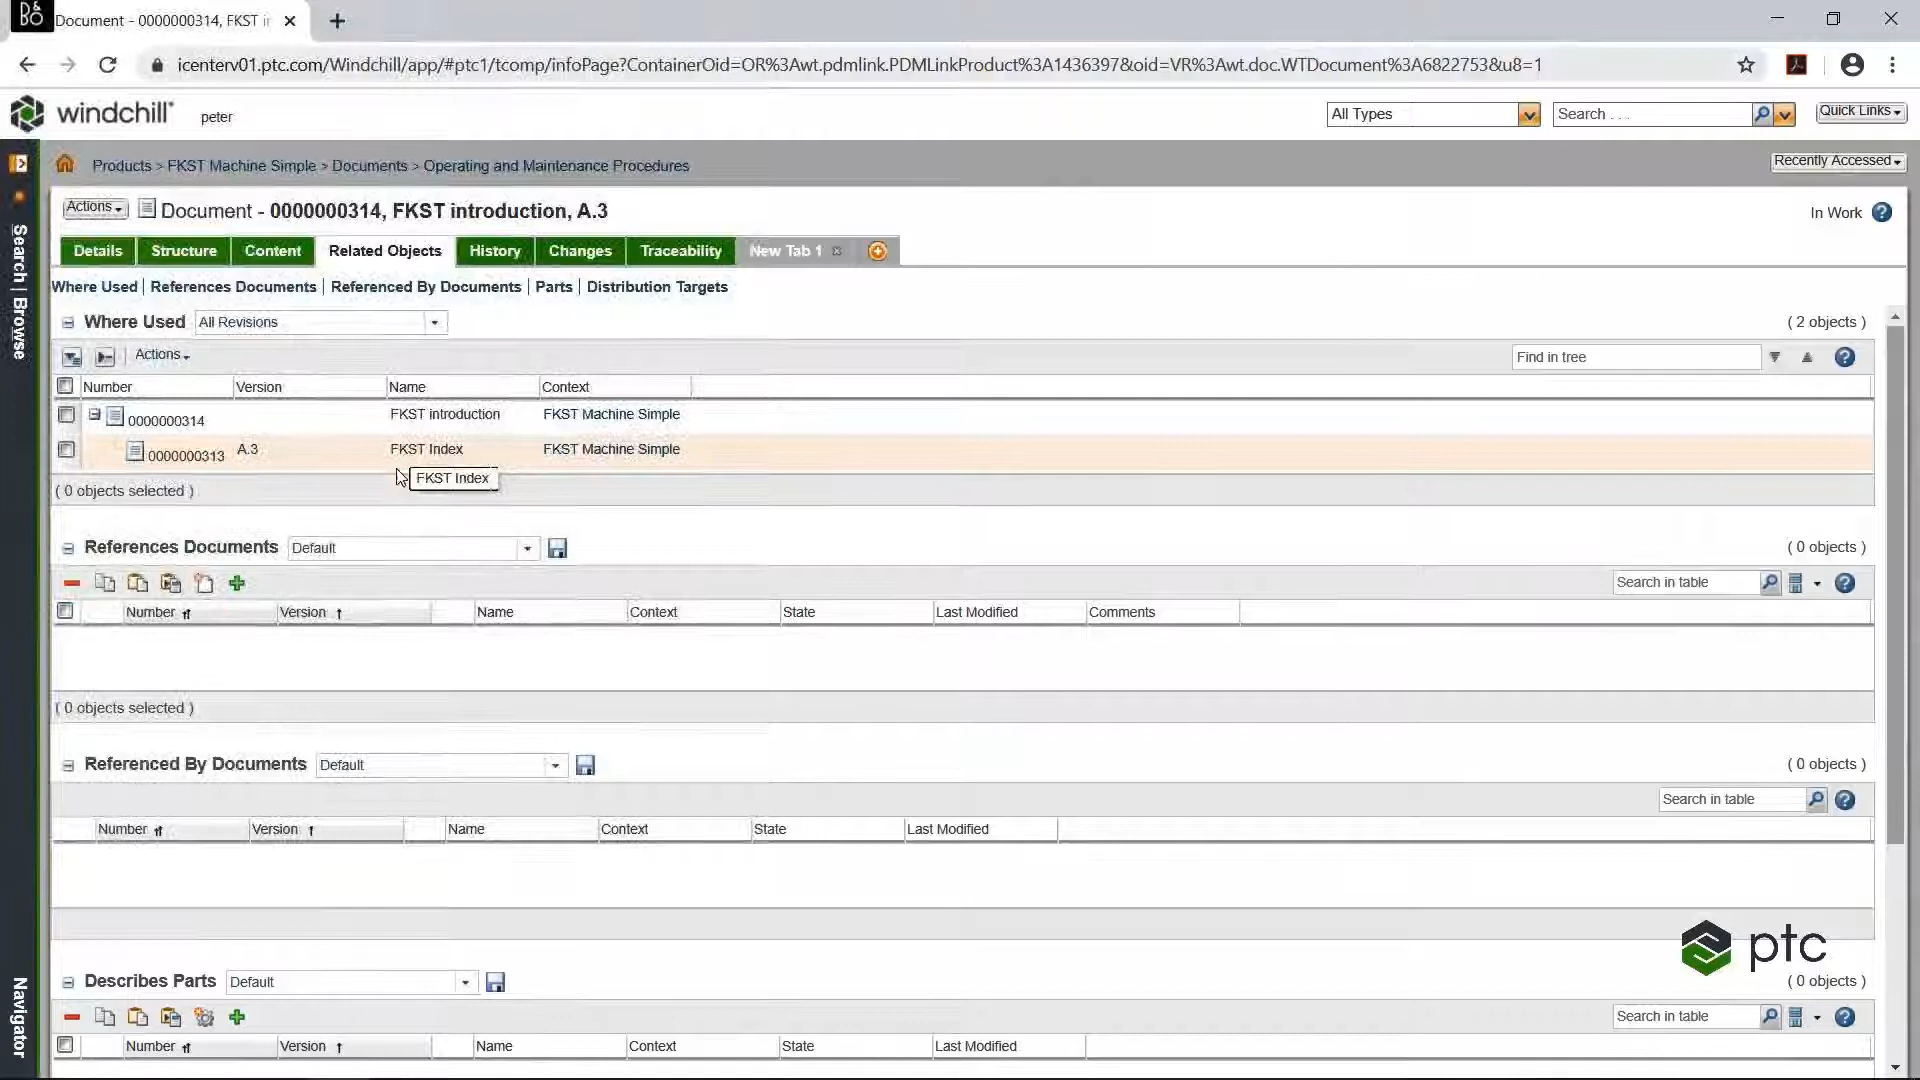 B&O
Document - 0000000314, FKST i
icenterv01.ptc.com/Windchill/app/#ptc1/tcomp/infoPage?ContainerOid=OR%3Awt.pdmlink.PDMLinkProduct%3A1436397&oid=VR%3Awt.doc.WTDocument%3A6822753&u8=1
windchill
peter
All Types
Search . . .
Quick Links
Products > FKST Machine Simple > Documents > Operating and Maintenance Procedures
Recently Accessed
Actions
Document - 0000000314, FKST introduction, A.3
In Work
Details Structure Content Related Objects History Changes Traceability New Tab 1
Where Used | References Documents | Referenced By Documents | Parts | Distribution Targets
Search | Browse
Where Used All Revisions ( 2 objects )
Actions Find in tree
Number Version Name Context
0000000314 FKST introduction FKST Machine Simple
0000000313 A.3 FKST Index FKST Machine Simple
FKST Index
( 0 objects selected )
References Documents Default ( 0 objects )
Search in table
Number Version Name Context State Last Modified Comments
( 0 objects selected )
Referenced By Documents Default ( 0 objects )
Search in table
Number Version Name Context State Last Modified
ptc
Describes Parts Default ( 0 objects )
Navigator
Search in table
Number Version Name Context State Last Modified